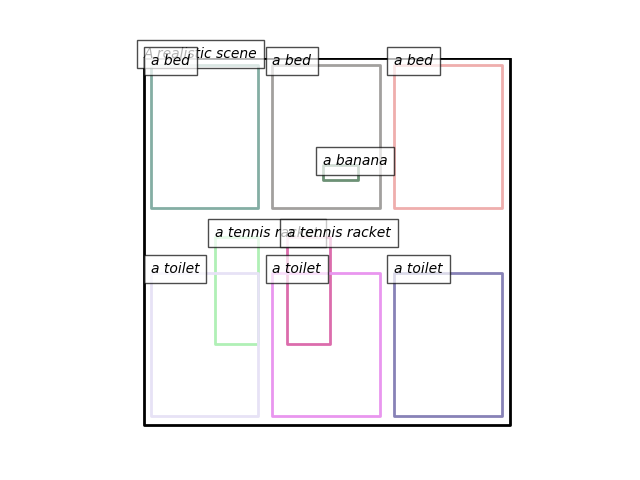 A realistic scene
a bed
a bed
a bed
a banana
a tennis racket
a tennis racket
a toilet
a toilet
a toilet